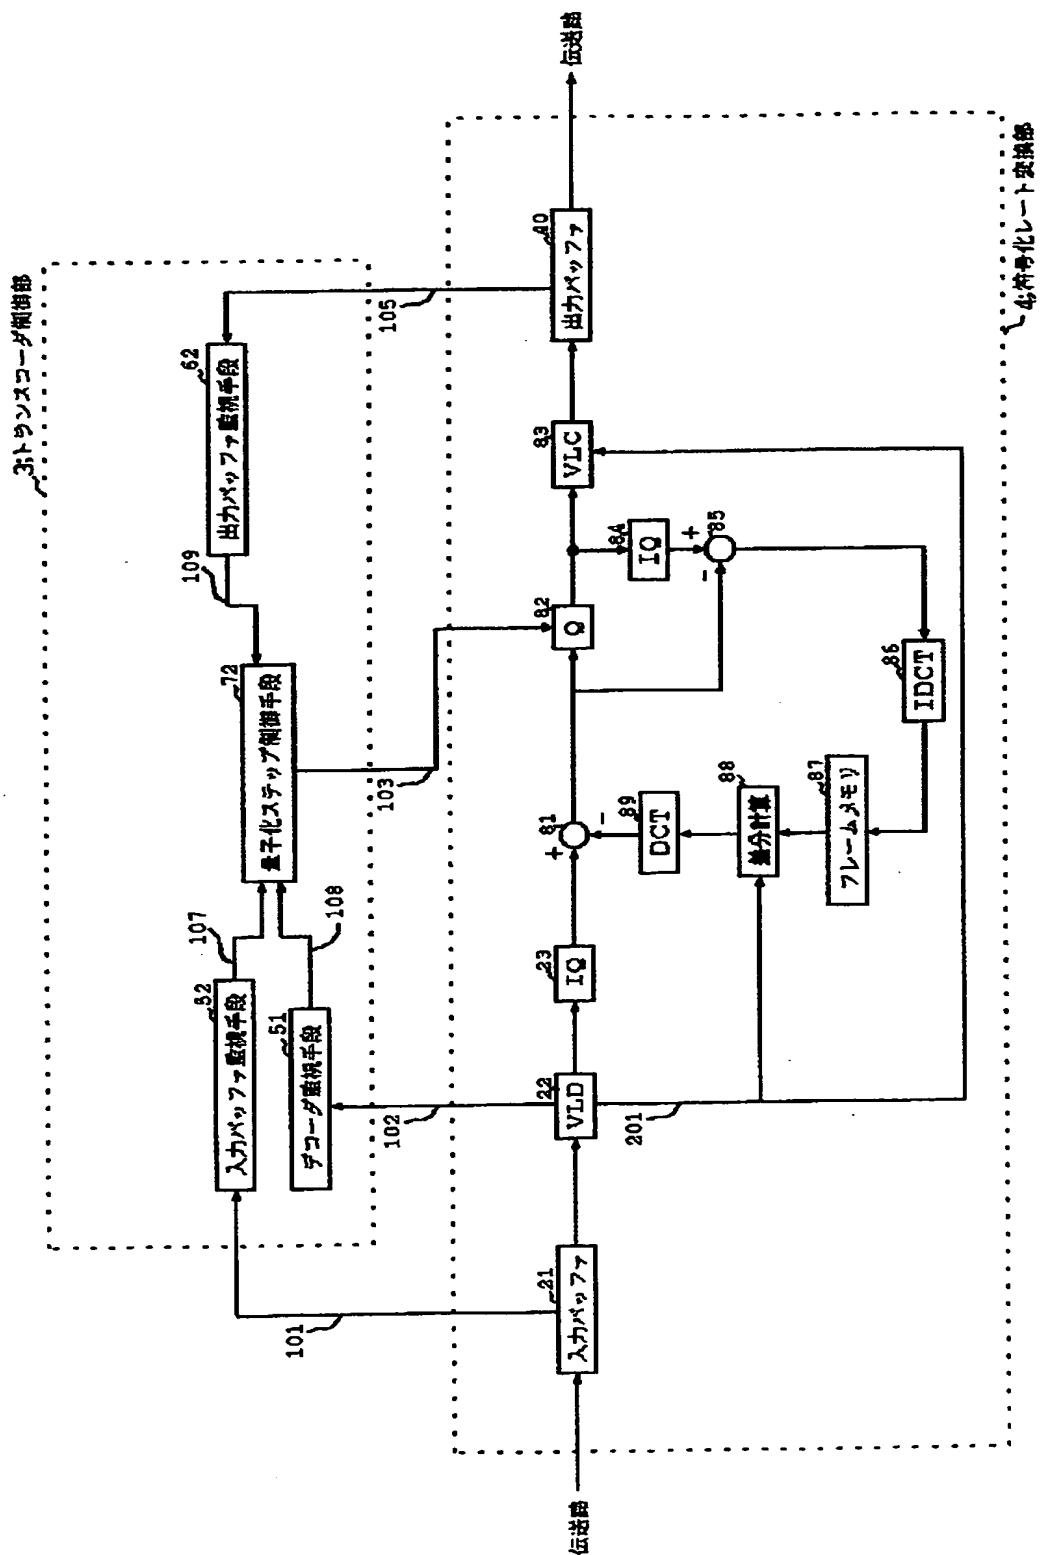 3;トランスコーダ制御部
62
出力バッファ監視手段
109
72
量子化ステップ制御手段
107
108
52
入力バッファ監視手段
51
デコーダ監視手段
101
102
103
105
伝送路
21
入力バッファ
22
VLD
201
23
IQ
+
81
-
82
Q
83
VLC
40
出力バッファ
伝送路
8A
IQ
+
-
85
86
IDCT
87
フレームメモリ
88
差分計算
89
DCT
4;符号化レート変換部